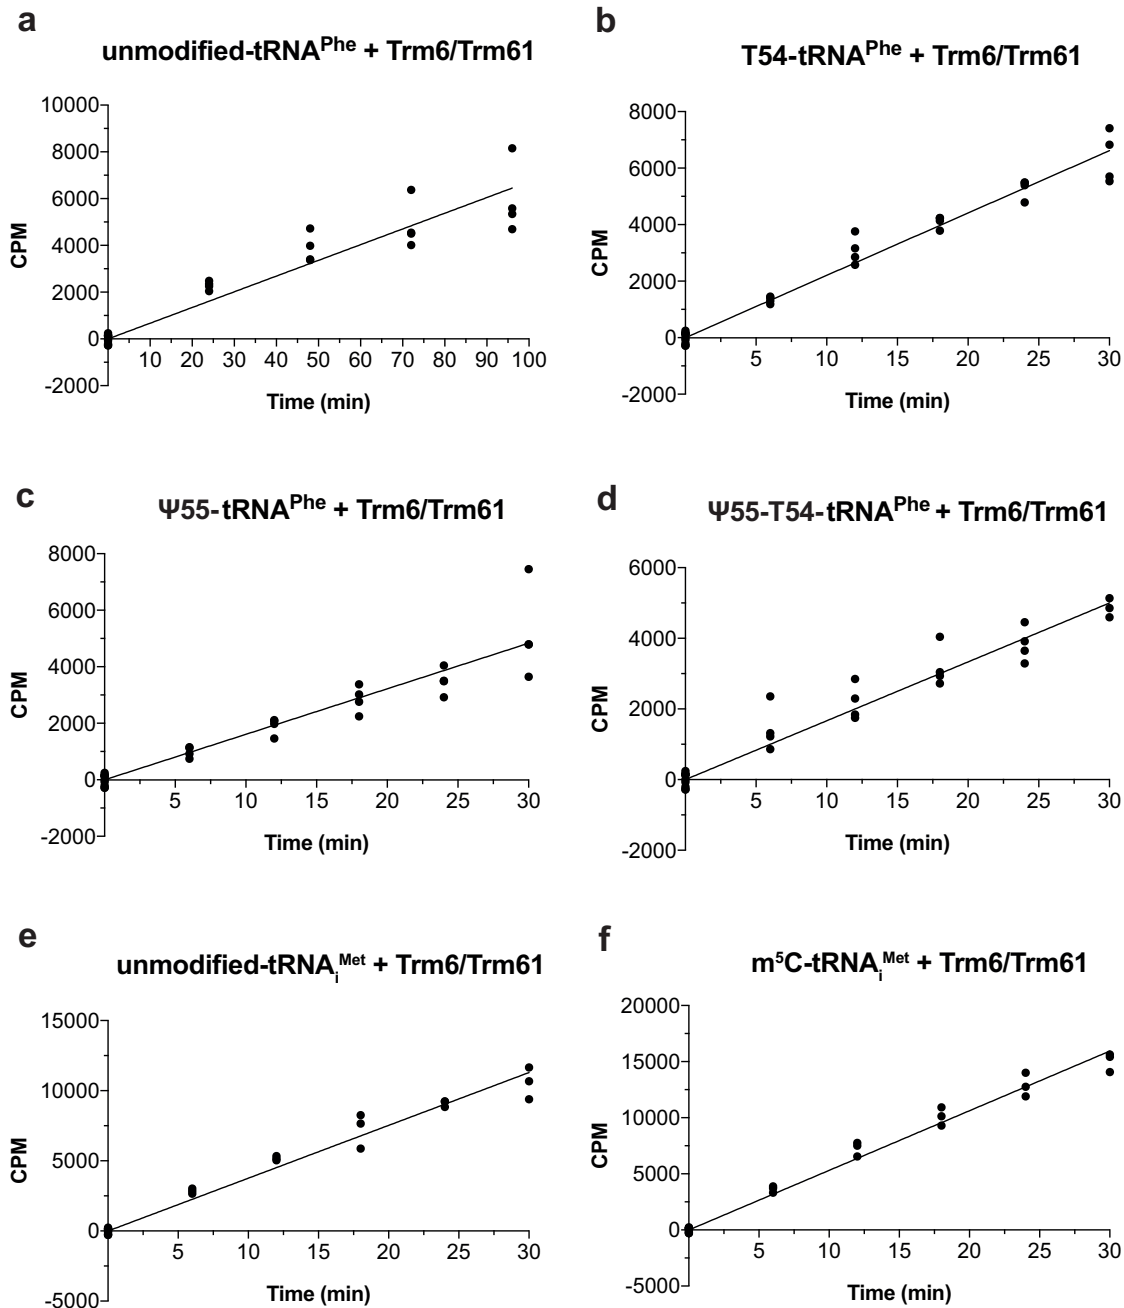 a
unmodified-tRNAPhe + Trm6/Trm61
10000
8000
6000
4000
2000
0
-2000
CPM
10 20 30 40 50 60 70 80 90 100
Time (min)
b
T54-tRNAPhe + Trm6/Trm61
8000
6000
4000
2000
0
-2000
CPM
5 10 15 20 25 30
Time (min)
c
Ψ55-tRNAPhe + Trm6/Trm61
8000
6000
4000
2000
0
-2000
CPM
5 10 15 20 25 30
Time (min)
d
Ψ55-T54-tRNAPhe + Trm6/Trm61
6000
4000
2000
0
-2000
CPM
5 10 15 20 25 30
Time (min)
e
unmodified-tRNAiMet + Trm6/Trm61
15000
10000
5000
0
-5000
CPM
5 10 15 20 25 30
Time (min)
f
m5C-tRNAiMet + Trm6/Trm61
20000
15000
10000
5000
0
-5000
CPM
5 10 15 20 25 30
Time (min)